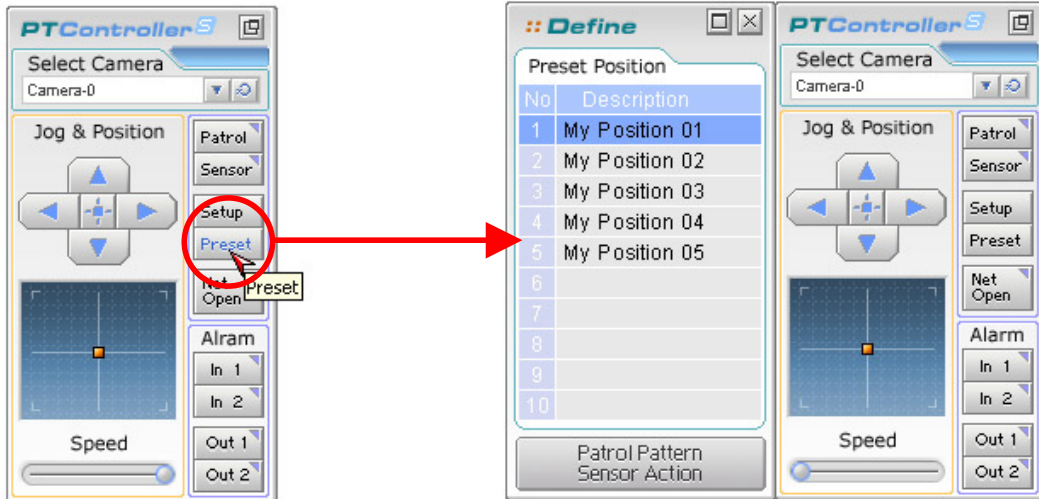 PTController S
Select Camera
Camera-0
Jog & Position
Patrol
Sensor
Setup
Preset
Net
Open
Preset
Alram
In 1
In 2
Speed
Out 1
Out 2
:: Define
Preset Position
No Description
1 My Position 01
2 My Position 02
3 My Position 03
4 My Position 04
5 My Position 05
6
7
8
9
10
Patrol Pattern
Sensor Action
PTController S
Select Camera
Camera-0
Jog & Position
Patrol
Sensor
Setup
Preset
Net
Open
Alarm
In 1
In 2
Speed
Out 1
Out 2